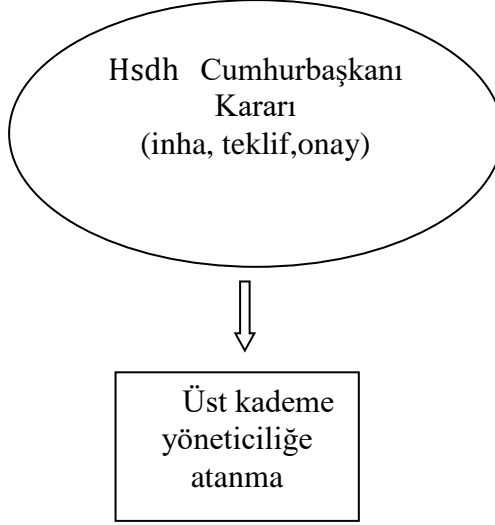 Hsdh Cumhurbaşkanı
Kararı
(inha, teklif,onay)
Üst kademe
yöneticiliğe
atanma